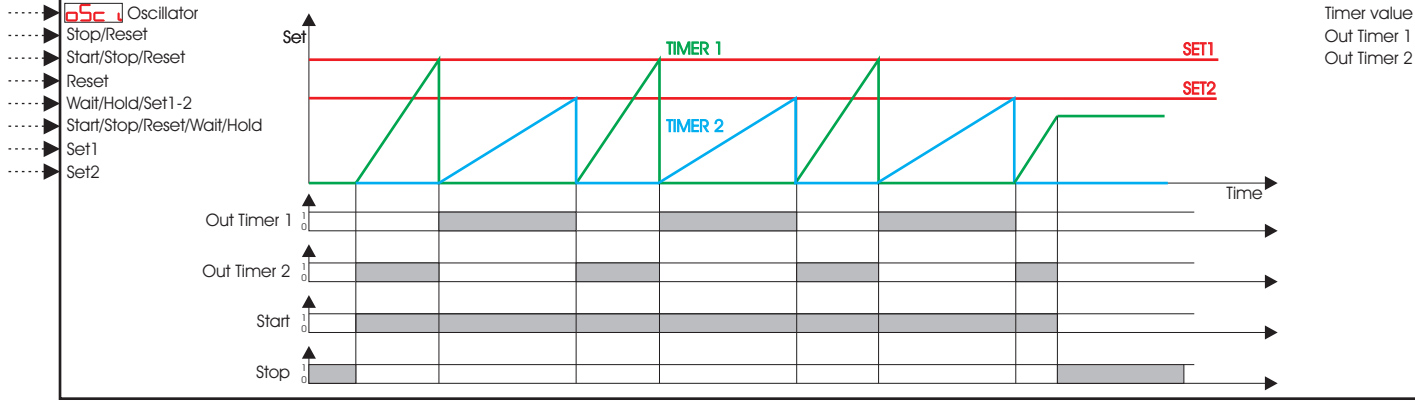 oSc.i Oscillator
Stop/Reset
Start/Stop/Reset
Reset
Wait/Hold/Set1-2
Start/Stop/Reset/Wait/Hold
Set1
Set2
Set
TIMER 1
SET1
SET2
TIMER 2
Time
Out Timer 1 1 0
Out Timer 2 1 0
Start 1 0
Stop 1 0
Timer value
Out Timer 1
Out Timer 2